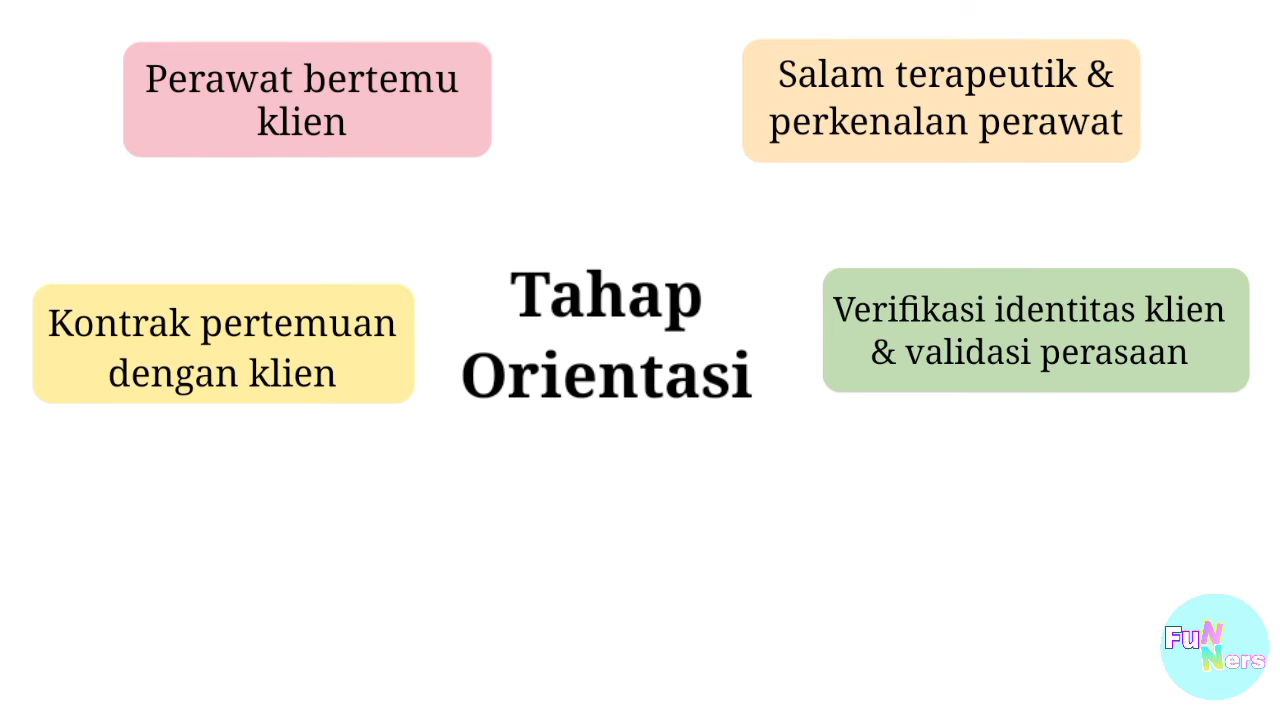 Perawat bertemu
klien
Salam terapeutik &
perkenalan perawat
Kontrak pertemuan
dengan klien
Tahap
Orientasi
Verifikasi identitas klien
& validasi perasaan
FuN
Ners